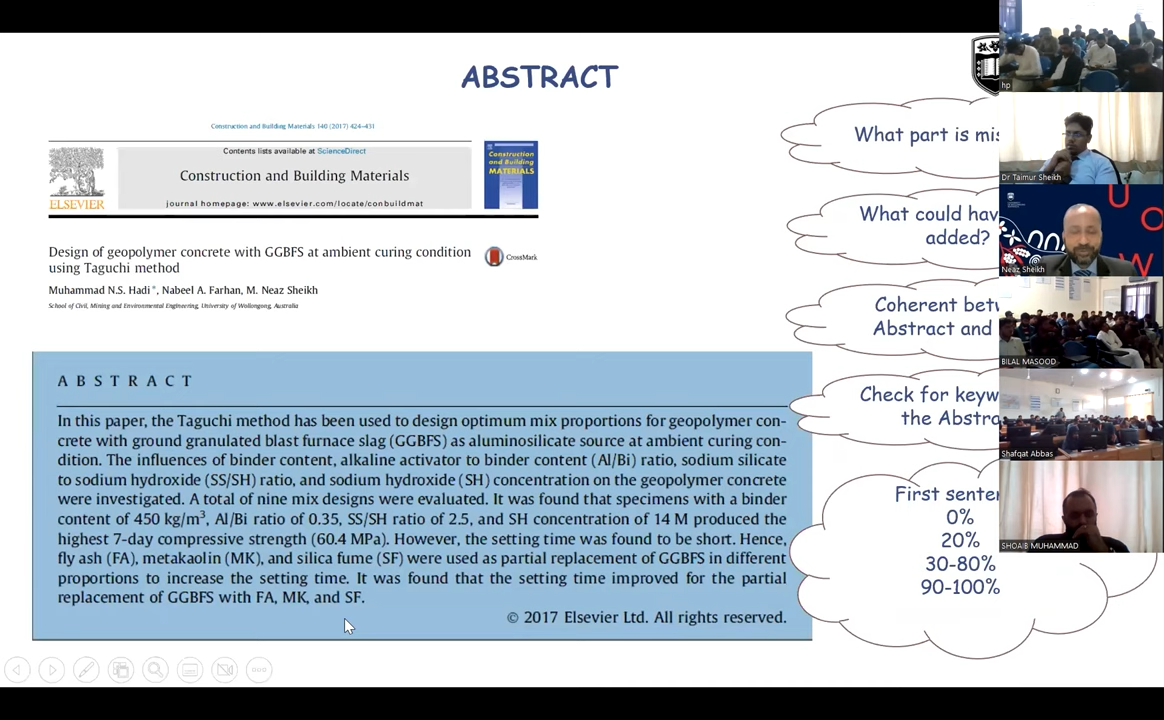 ABSTRACT
Construction and Building Materials 140 (2017) 424–431
Contents lists available at ScienceDirect
Construction and Building Materials
journal homepage: www.elsevier.com/locate/conbuildmat
ELSEVIER
Construction
and Building
MATERIALS
Design of geopolymer concrete with GGBFS at ambient curing condition
using Taguchi method
CrossMark
Muhammad N.S. Hadi*, Nabeel A. Farhan, M. Neaz Sheikh
School of Civil, Mining and Environmental Engineering, University of Wollongong, Australia
ABSTRACT
In this paper, the Taguchi method has been used to design optimum mix proportions for geopolymer con-
crete with ground granulated blast furnace slag (GGBFS) as aluminosilicate source at ambient curing con-
dition. The influences of binder content, alkaline activator to binder content (Al/Bi) ratio, sodium silicate
to sodium hydroxide (SS/SH) ratio, and sodium hydroxide (SH) concentration on the geopolymer concrete
were investigated. A total of nine mix designs were evaluated. It was found that specimens with a binder
content of 450 kg/m³, Al/Bi ratio of 0.35, SS/SH ratio of 2.5, and SH concentration of 14 M produced the
highest 7-day compressive strength (60.4 MPa). However, the setting time was found to be short. Hence,
fly ash (FA), metakaolin (MK), and silica fume (SF) were used as partial replacement of GGBFS in different
proportions to increase the setting time. It was found that the setting time improved for the partial
replacement of GGBFS with FA, MK, and SF.
© 2017 Elsevier Ltd. All rights reserved.
What part is mis
What could hav
added?
Coherent betw
Abstract and
Check for keyw
the Abstra
First senten
0%
20%
30-80%
90-100%
hp
Dr Taimur Sheikh
Neaz Sheikh
U
O
W
BILAL MASOOD
Shafqat Abbas
SHOAIB MUHAMMAD